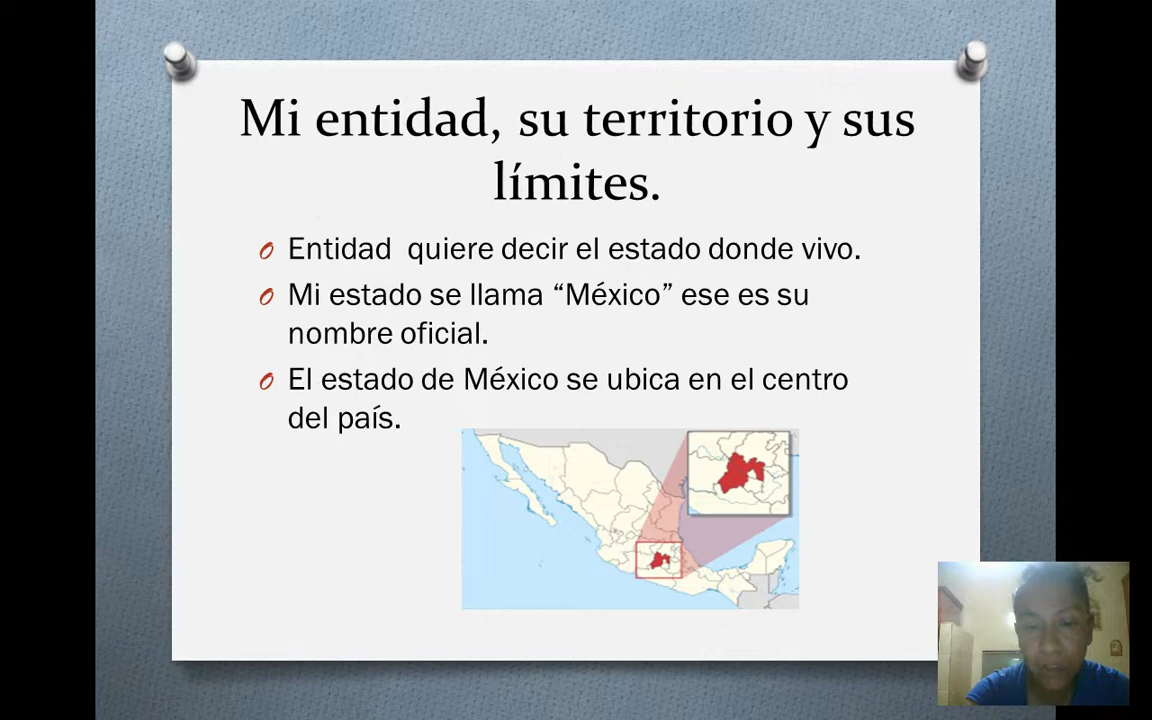 Mi entidad, su territorio y sus
límites.
Entidad quiere decir el estado donde vivo.
Mi estado se llama “México” ese es su
nombre oficial.
El estado de México se ubica en el centro
del país.